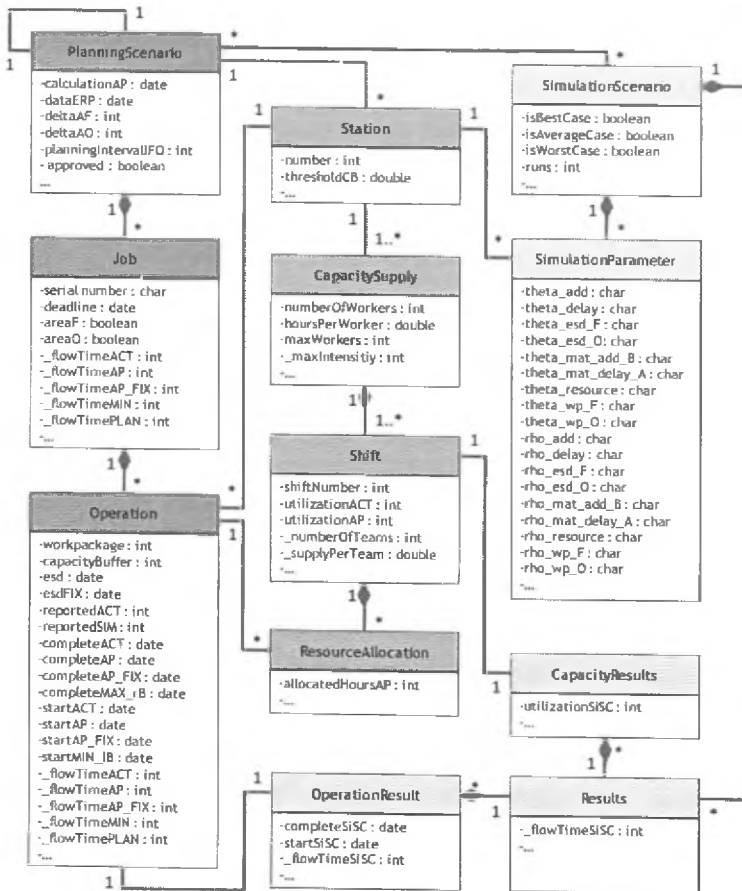 1
PlanningScenario
1
-calculationAP : date
-dataERP : date
-deltaAF : int
-deltaAO : int
-planningIntervalJFO : int
- approved : boolean
-...
1
*
1
*
1
*
Job
-serial number : char
-deadline : date
-areaF : boolean
-areaO : boolean
-_flowTimeACT : int
-_flowTimeAP : int
-_flowTimeAP_FIX : int
-_flowTimeMIN : int
-_flowTimePLAN : int
-...
1
*
*
Operation
1
-workpackage : int
-capacityBuffer : int
-esd : date
-esdFIX : date
-reportedACT : int
-reportedSIM : int
-completeACT : date
-completeAP : date
-completeAP_FIX : date
-completeMAX_rB : date
-startACT : date
-startAP : date
-startAP_FIX : date
-startMIN_lB : date
-_flowTimeACT : int
-_flowTimeAP : int
-_flowTimeAP_FIX : int
-_flowTimeMIN : int
-_flowTimePLAN : int
-...
1
*
1
Station
1
-number : int
-thresholdCB : double
-...
1
1..*
CapacitySupply
-numberOfWorkers : int
-hoursPerWorker : double
-maxWorkers : int
-_maxIntensitiy : int
-...
1
1..*
Shift
1
-shiftNumber : int
-utilizationACT : int
-utilizationAP : int
-_numberOfTeams : int
-_supplyPerTeam : double
-...
1
*
*
ResourceAllocation
-allocatedHoursAP : int
-...
1
OperationResult
*
-completeSiSC : date
-startSiSC : date
-_flowTimeSiSC : int
-...
SimulationScenario
1
-isBestCase : boolean
-isAverageCase : boolean
-isWorstCase : boolean
-runs : int
-...
1
*
*
SimulationParameter
-theta_add : char
-theta_delay : char
-theta_esd_F : char
-theta_esd_O : char
-theta_mat_add_B : char
-theta_mat_delay_A : char
-theta_resource : char
-theta_wp_F : char
-theta_wp_O : char
-rho_add : char
-rho_delay : char
-rho_esd_F : char
-rho_esd_O : char
-rho_mat_add_B : char
-rho_mat_delay_A : char
-rho_resource : char
-rho_wp_F : char
-rho_wp_O : char
-...
1
CapacityResults
-utilizationSiSC : int
-...
1
*
1
Results
*
-_flowTimeSiSC : int
-...